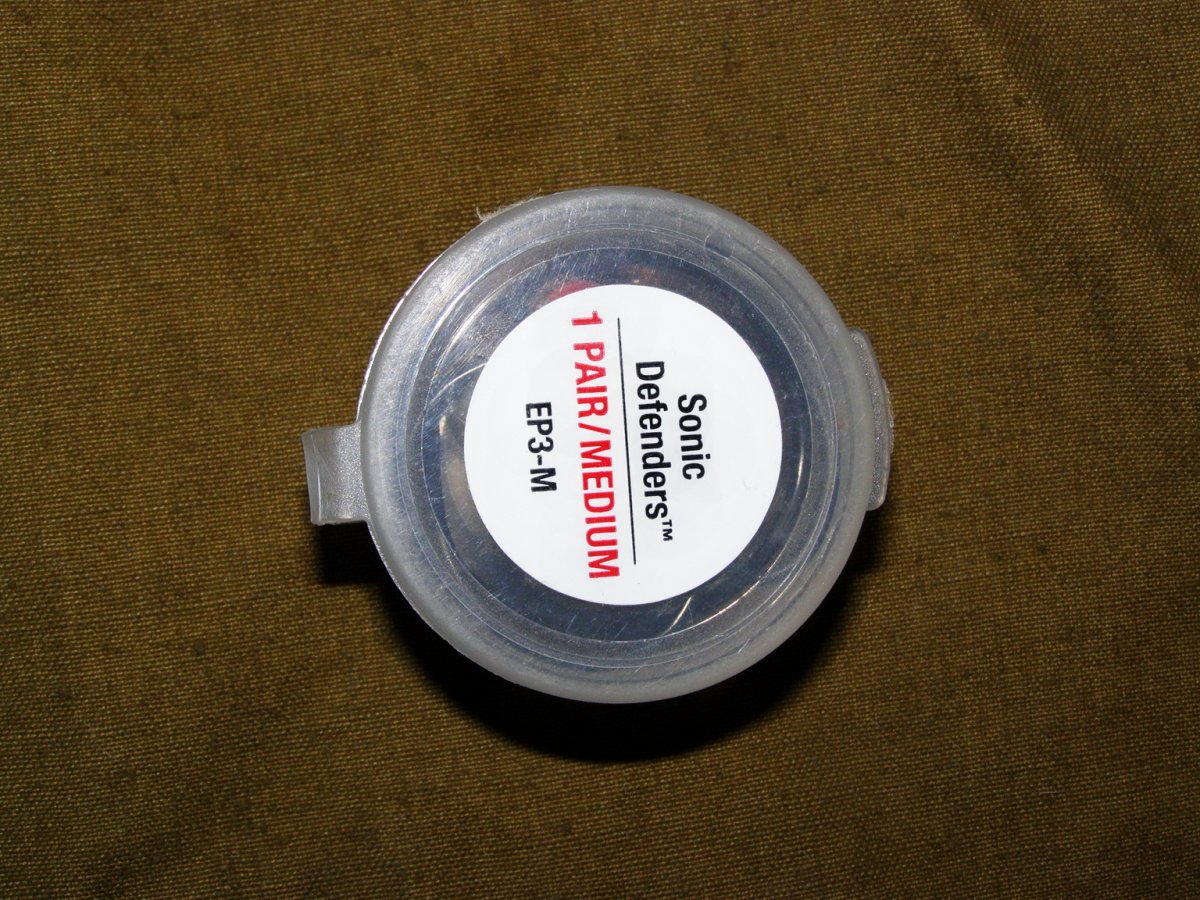 Sonic
Defenders™
1 PAIR/MEDIUM
EP3-M